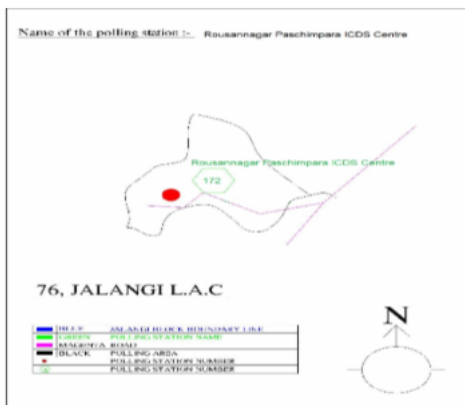 Name of the polling station :- Rousannagar Paschimpara ICDS Centre
Rousannagar Paschimpara ICDS Centre
172
76, JALANGI L.A.C
N
BLUE JALANGI BLOCK BOUNDARY LINE
GREEN POLLING STATION NAME
MAGENTA ROAD
BLACK POLLING AREA
POLLING STATION NUMBER
POLLING STATION NUMBER